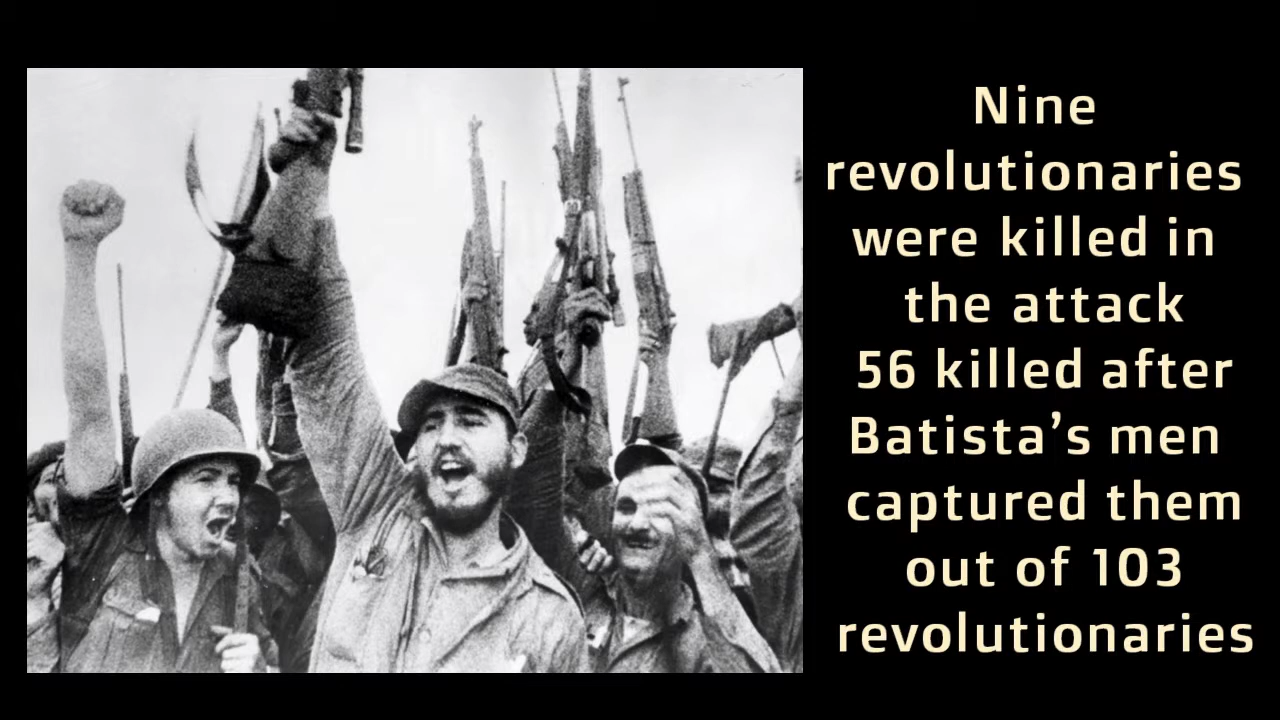 Nine
revolutionaries
were killed in
the attack
56 killed after
Batista’s men
captured them
out of 103
revolutionaries